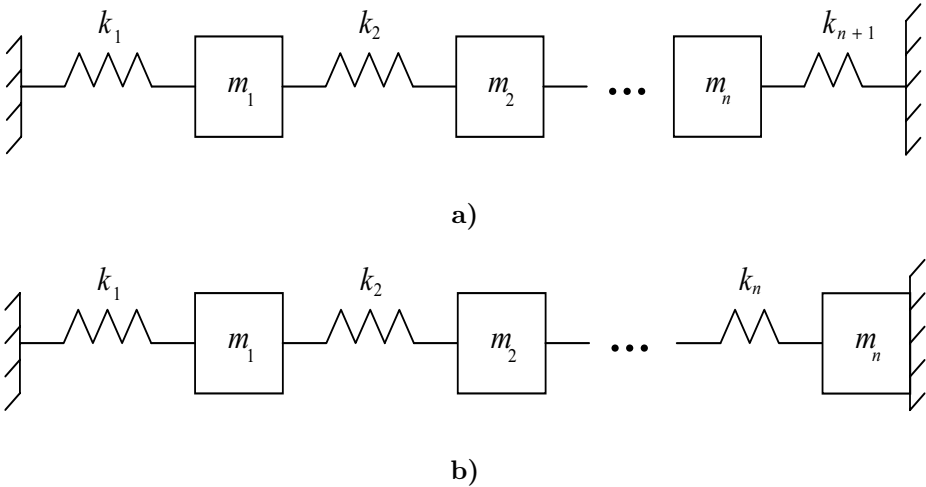 k₁ k₂ kₙ₊₁
m₁ m₂ ••• mₙ
a)
k₁ k₂ kₙ
m₁ m₂ ••• mₙ
b)